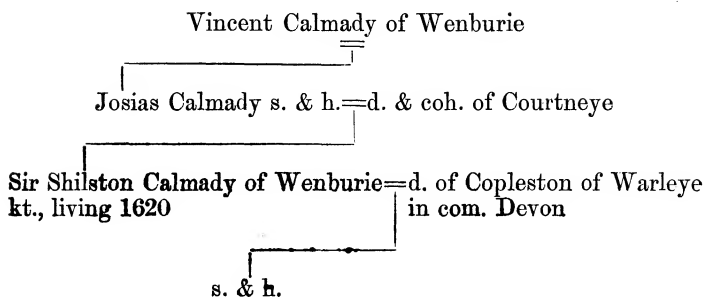 Vincent Calmady of Wenburie
Josias Calmady s. & h.=d. & coh. of Courtneye
Sir Shilston Calmady of Wenburie=d. of Copleston of Warleye
kt., living 1620 in com. Devon
s. & h.